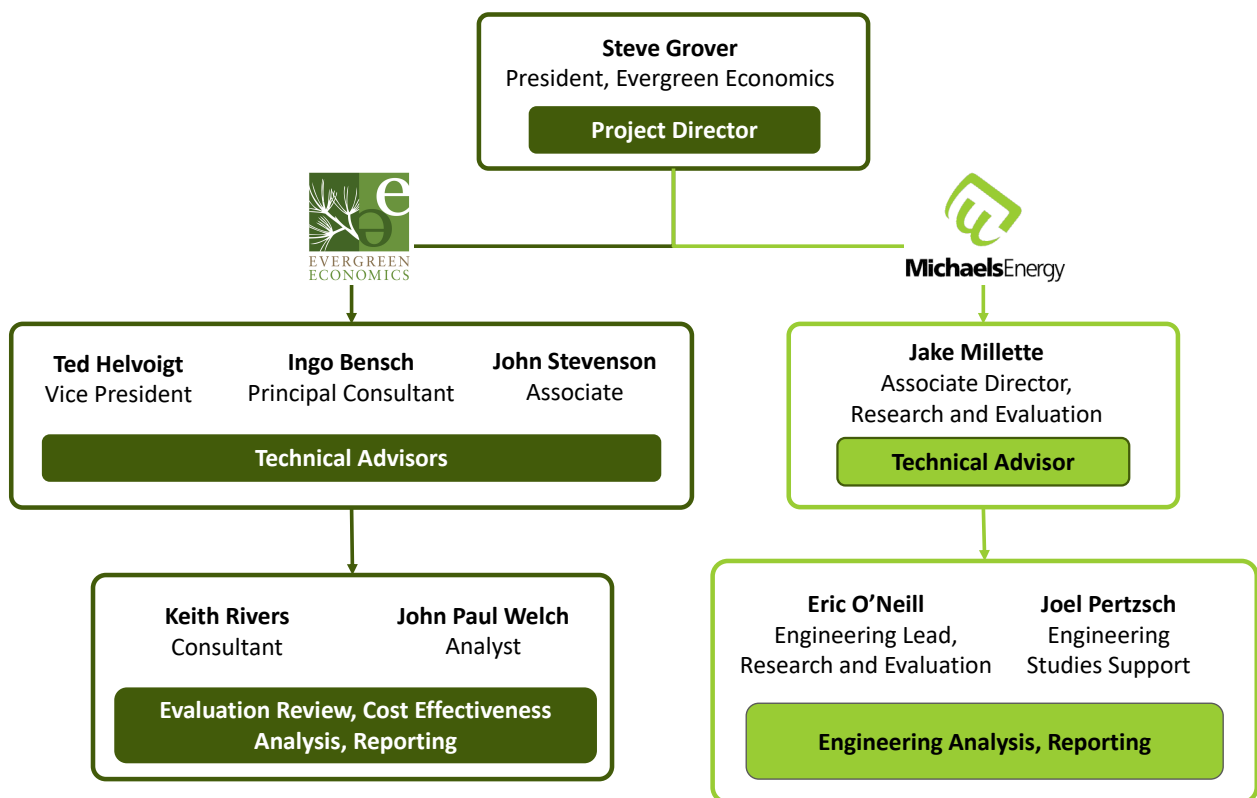 Steve Grover
President, Evergreen Economics
Project Director
e
e
EVERGREEN
ECONOMICS
MichaelsEnergy
Ted Helvoigt
Vice President
Ingo Bensch
Principal Consultant
John Stevenson
Associate
Technical Advisors
Jake Millette
Associate Director,
Research and Evaluation
Technical Advisor
Keith Rivers
Consultant
John Paul Welch
Analyst
Evaluation Review, Cost Effectiveness
Analysis, Reporting
Eric O’Neill
Engineering Lead,
Research and Evaluation
Joel Pertzsch
Engineering
Studies Support
Engineering Analysis, Reporting